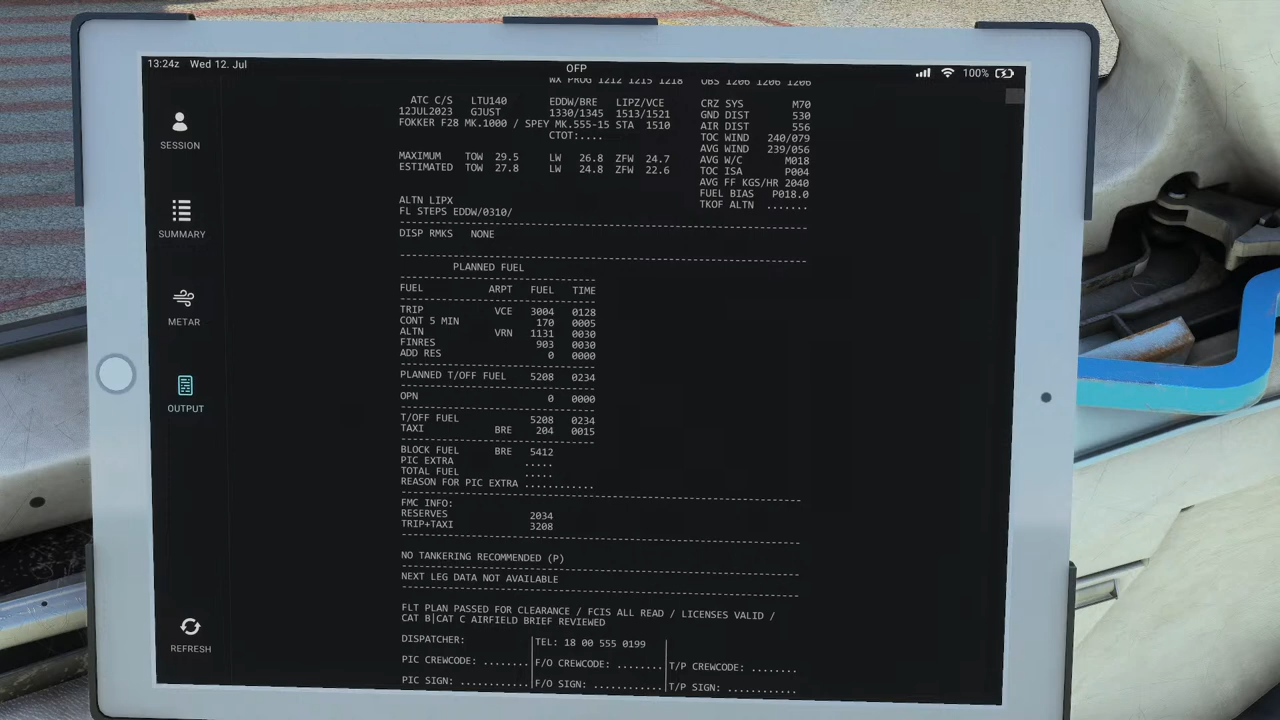 13:24z Wed 12. Jul
OFP
100%
SESSION
SUMMARY
METAR
OUTPUT
REFRESH
WX PROG 1212 1215 1218 OBS 1206 1206 1206
ATC C/S LTU140 EDDW/BRE LIPZ/VCE CRZ SYS M70
12JUL2023 GJUST 1330/1345 1513/1521 GND DIST 530
FOKKER F28 MK.1000 / SPEY MK.555-15 STA 1510 AIR DIST 556
CTOT:.... TOC WIND 240/079
AVG WIND 239/056
MAXIMUM TOW 29.5 LW 26.8 ZFW 24.7 AVG W/C M018
ESTIMATED TOW 27.8 LW 24.8 ZFW 22.6 TOC ISA P004
AVG FF KGS/HR 2040
FUEL BIAS P018.0
ALTN LIPX TKOF ALTN .......
FL STEPS EDDW/0310/
DISP RMKS NONE
PLANNED FUEL
FUEL ARPT FUEL TIME
TRIP VCE 3004 0128
CONT 5 MIN 170 0005
ALTN VRN 1131 0030
FINRES 903 0030
ADD RES 0 0000
PLANNED T/OFF FUEL 5208 0234
OPN 0 0000
T/OFF FUEL 5208 0234
TAXI BRE 204 0015
BLOCK FUEL BRE 5412
PIC EXTRA .....
TOTAL FUEL .....
REASON FOR PIC EXTRA ............
FMC INFO:
RESERVES 2034
TRIP+TAXI 3208
NO TANKERING RECOMMENDED (P)
NEXT LEG DATA NOT AVAILABLE
FLT PLAN PASSED FOR CLEARANCE / FCIS ALL READ / LICENSES VALID /
CAT B|CAT C AIRFIELD BRIEF REVIEWED
DISPATCHER: TEL: 18 00 555 0199
PIC CREWCODE: ........ F/O CREWCODE: ........ T/P CREWCODE: ........
PIC SIGN: ............ F/O SIGN: ............ T/P SIGN: ............